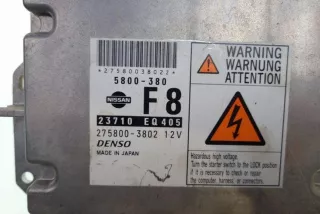 *27580038022*
5800-380
NISSAN
F8
23710 EQ405
275800-3802 12V
DENSO
MADE IN JAPAN
WARNING
WARNUNG
ATTENTION
Hazardous high voltage.
Turn the starter switch to the LOCK position
if it is necessary to check or repair
the computer, harness or connector.